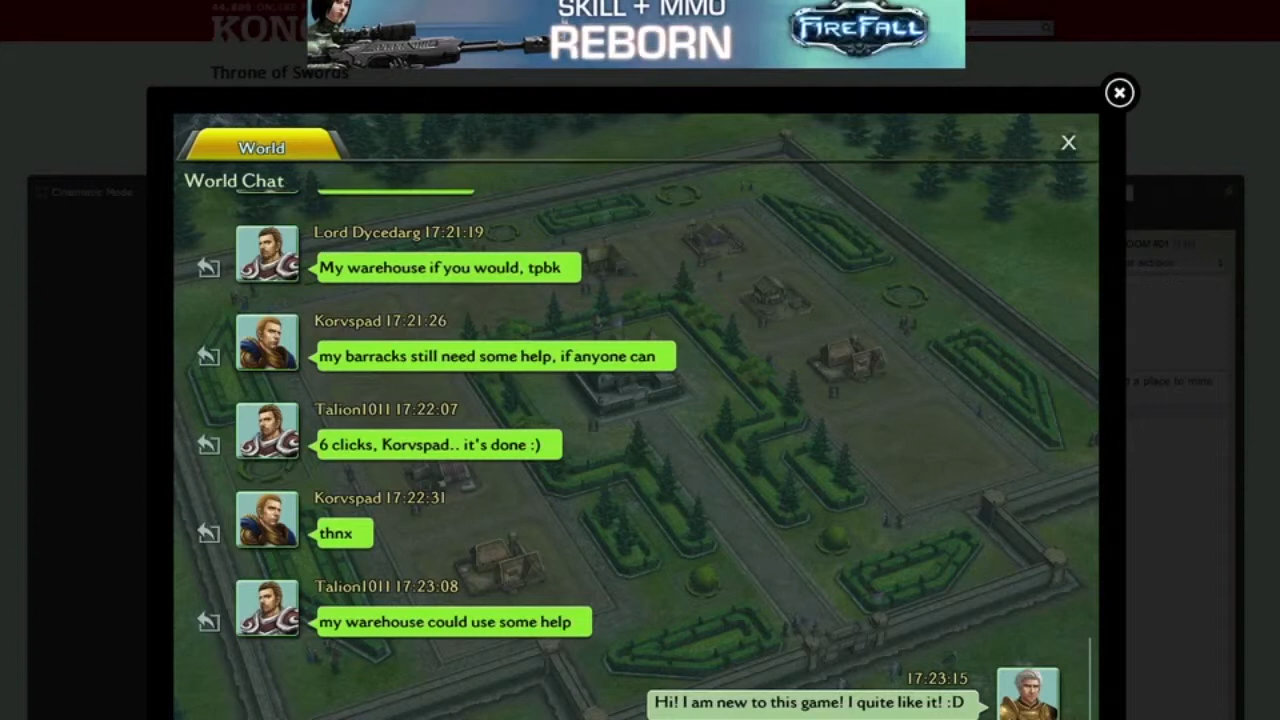 SKILL + MMO
REBORN
FIREFALL
KONG
Throne of Swords
Cinematic Mode
World
World Chat
Lord Dycedarg 17:21:19
My warehouse if you would, tpbk
Korvspad 17:21:26
my barracks still need some help, if anyone can
Talion1011 17:22:07
6 clicks, Korvspad.. it's done :)
Korvspad 17:22:31
thnx
Talion1011 17:23:08
my warehouse could use some help
17:23:15
Hi! I am new to this game! I quite like it! :D